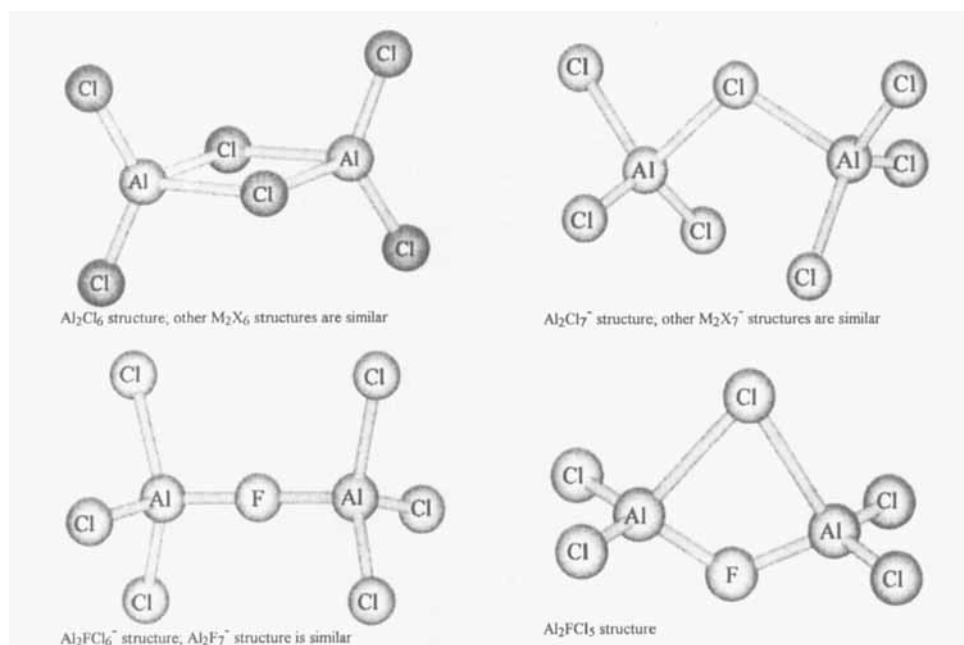 Cl
Cl
Cl
Al
Al
Cl
Cl
Cl
Al₂Cl₆ structure; other M₂X₆ structures are similar
Cl
Cl
Cl
Al
Al
Cl
Cl
Cl
Cl
Al₂Cl₇⁻ structure; other M₂X₇⁻ structures are similar
Cl
Cl
Al
F
Al
Cl
Cl
Cl
Cl
Al₂FCl₆⁻ structure; Al₂F₇⁻ structure is similar
Cl
Cl
Cl
Al
Al
Cl
F
Cl
Al₂FCl₅ structure